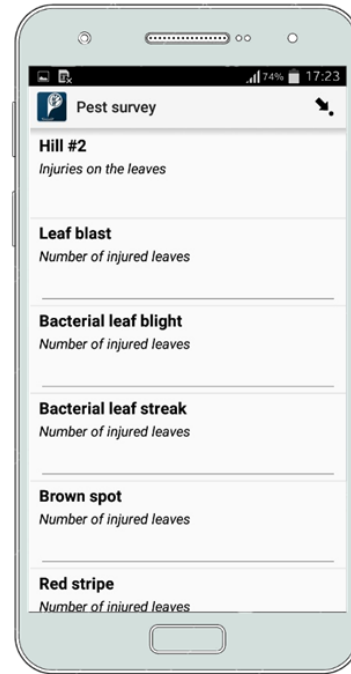 74% 17:23
Pest survey
Hill #2
Injuries on the leaves
Leaf blast
Number of injured leaves
Bacterial leaf blight
Number of injured leaves
Bacterial leaf streak
Number of injured leaves
Brown spot
Number of injured leaves
Red stripe
Number of injured leaves